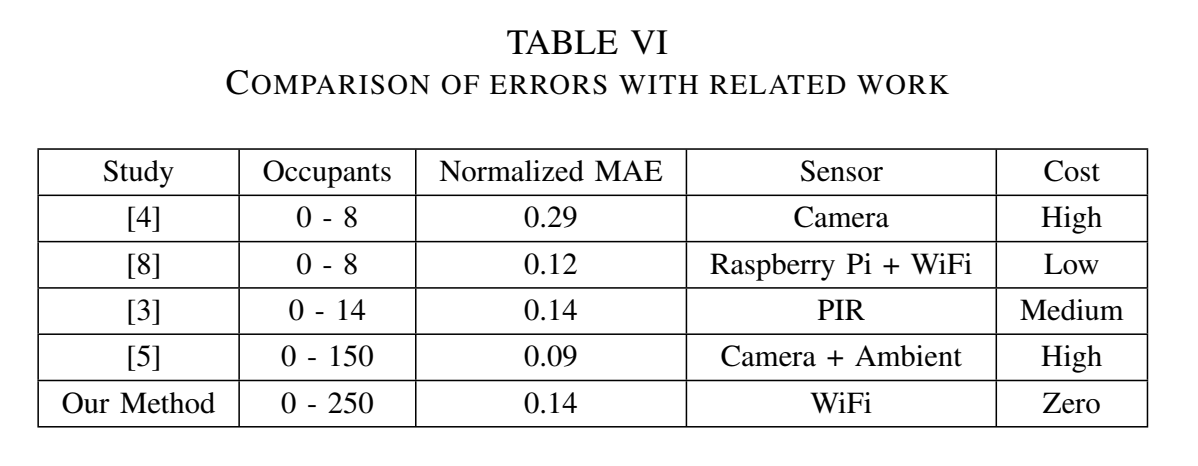 TABLE VI
COMPARISON OF ERRORS WITH RELATED WORK
Study Occupants Normalized MAE Sensor Cost
[4] 0 - 8 0.29 Camera High
[8] 0 - 8 0.12 Raspberry Pi + WiFi Low
[3] 0 - 14 0.14 PIR Medium
[5] 0 - 150 0.09 Camera + Ambient High
Our Method 0 - 250 0.14 WiFi Zero